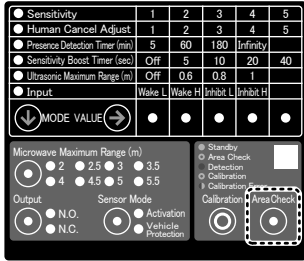 Sensitivity 1 2 3 4 5
Human Cancel Adjust 1 2 3 4 5
Presence Detection Timer (min) 5 60 180 Infinity
Sensitivity Boost Timer (sec) Off 5 10 20 40
Ultrasonic Maximum Range (m) Off 0.6 0.8 1
Input Wake L Wake H Inhibit L Inhibit H
MODE VALUE
Microwave Maximum Range (m)
2 2.5 3 3.5
4 4.5 5 5.5
Standby
Area Check
Detection
Calibration
Calibration Error
Output Sensor Mode Calibration Area Check
N.O. Activation
N.C. Vehicle Protection